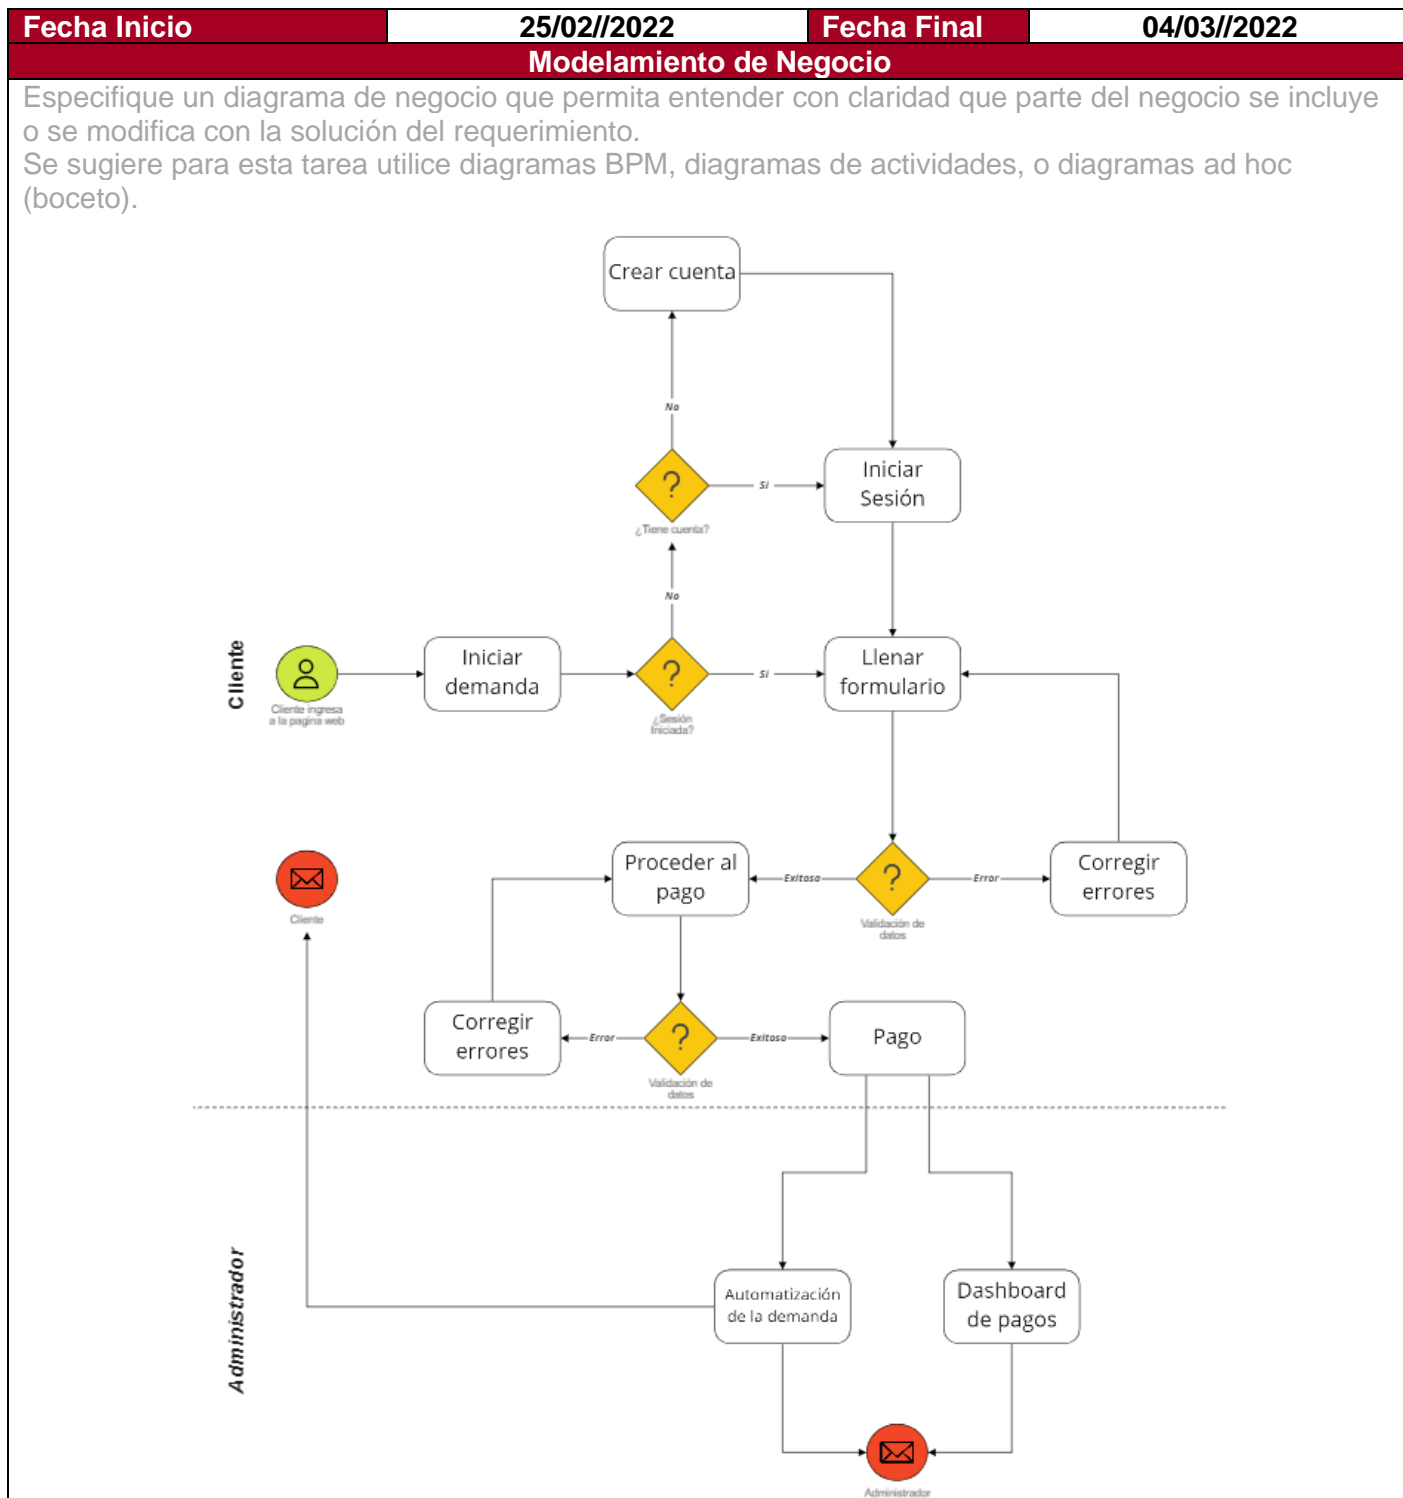 Fecha Inicio 25/02//2022 Fecha Final 04/03//2022
Modelamiento de Negocio
Especifique un diagrama de negocio que permita entender con claridad que parte del negocio se incluye
o se modifica con la solución del requerimiento.
Se sugiere para esta tarea utilice diagramas BPM, diagramas de actividades, o diagramas ad hoc
(boceto).
Crear cuenta
No
Iniciar
Sesión
?
Si
¿Tiene cuenta?
No
Cliente
Cliente ingresa
a la pagina web
Iniciar
demanda
?
Si
¿Sesión
Iniciada?
Llenar
formulario
Cliente
Proceder al
pago
Exitosa
?
Validación de
datos
Error
Corregir
errores
Corregir
errores
Error
?
Validación de
datos
Exitoso
Pago
Administrador
Automatización
de la demanda
Dashboard
de pagos
Administrador